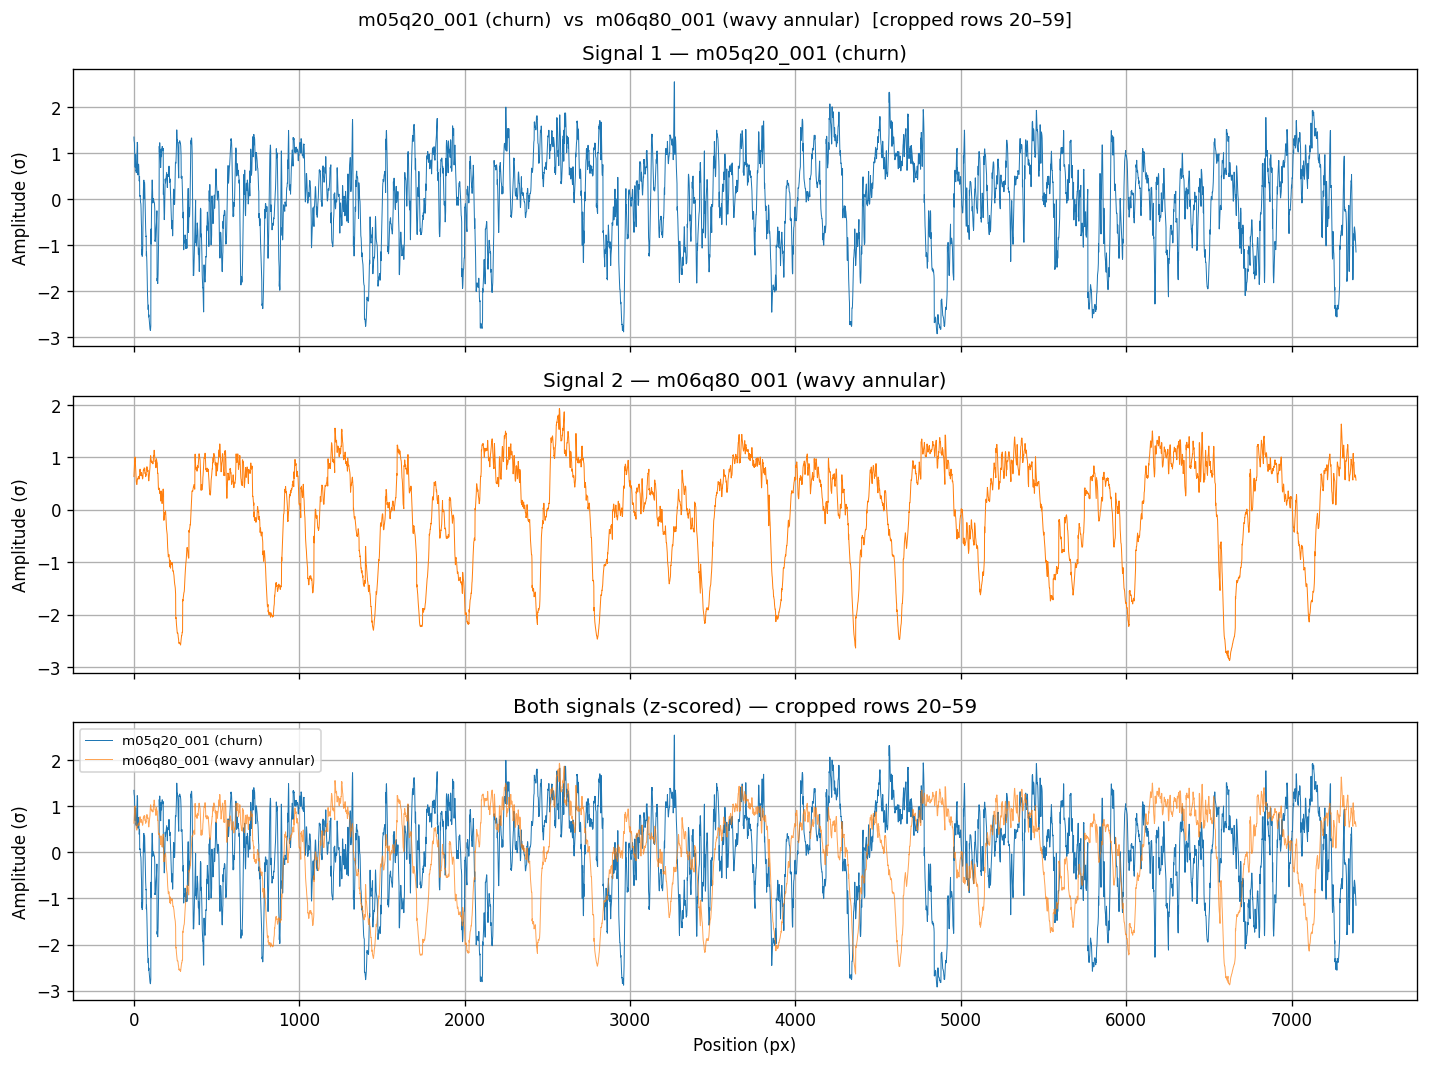 m05q20_001 (churn)  vs  m06q80_001 (wavy annular)  [cropped rows 20–59]
Signal 1 — m05q20_001 (churn)
Amplitude (σ)
2
1
0
−1
−2
−3
Signal 2 — m06q80_001 (wavy annular)
Amplitude (σ)
2
1
0
−1
−2
−3
Both signals (z-scored) — cropped rows 20–59
m05q20_001 (churn)
m06q80_001 (wavy annular)
Amplitude (σ)
2
1
0
−1
−2
−3
0 1000 2000 3000 4000 5000 6000 7000
Position (px)